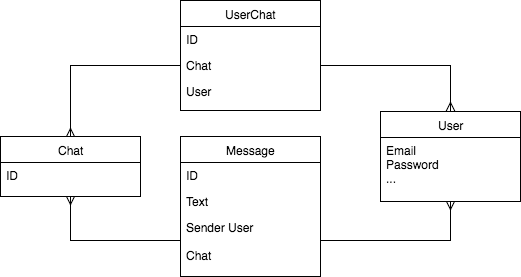 UserChat
ID
Chat
User
Chat
ID
Message
ID
Text
Sender User
Chat
User
Email
Password
...